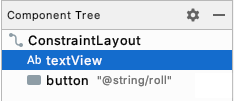 Component Tree
ConstraintLayout
Ab textView
button "@string/roll"